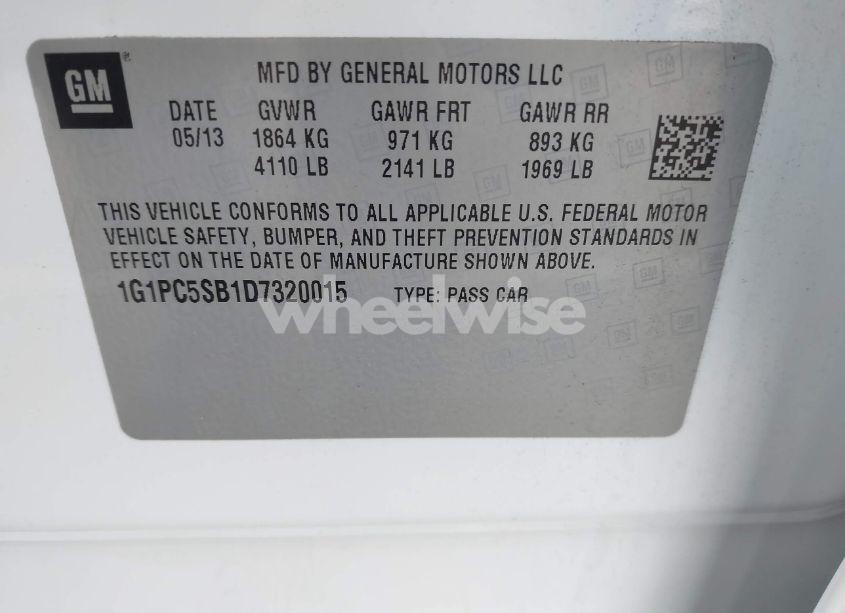 GM®
MFD BY GENERAL MOTORS LLC
DATE GVWR GAWR FRT GAWR RR
05/13 1864 KG 971 KG 893 KG
4110 LB 2141 LB 1969 LB
THIS VEHICLE CONFORMS TO ALL APPLICABLE U.S. FEDERAL MOTOR
VEHICLE SAFETY, BUMPER, AND THEFT PREVENTION STANDARDS IN
EFFECT ON THE DATE OF MANUFACTURE SHOWN ABOVE.
1G1PC5SB1D7320015 TYPE: PASS CAR
wheelwise